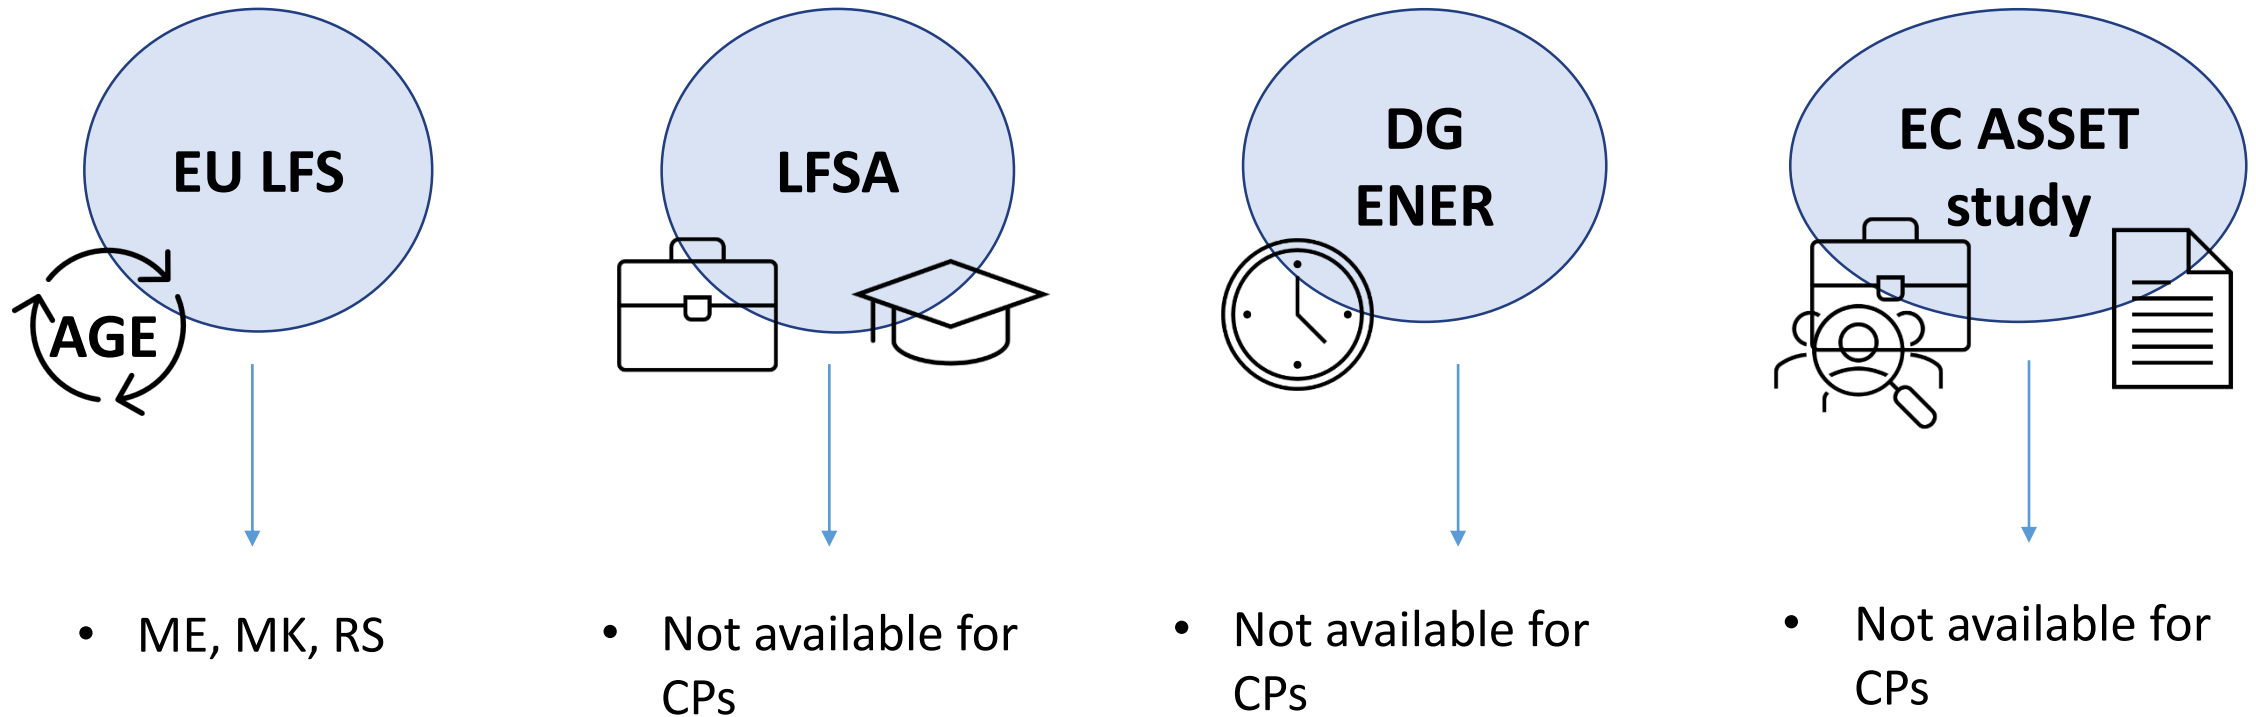 EU LFS
AGE
• ME, MK, RS
LFSA
• Not available for
CPs
DG
ENER
• Not available for
CPs
EC ASSET
study
• Not available for
CPs